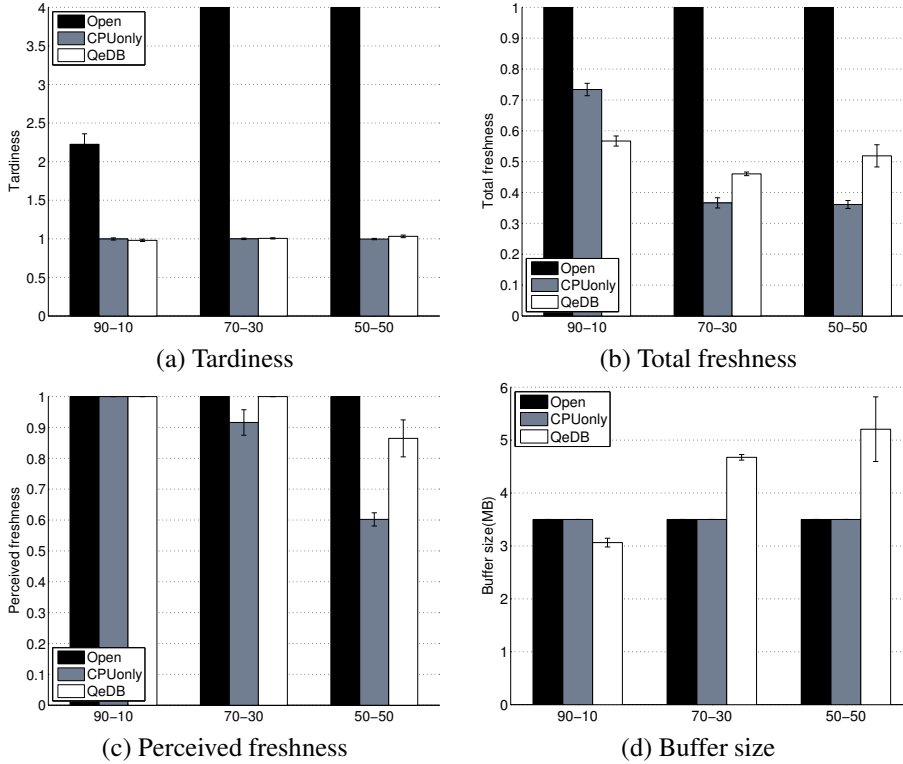 4
3.5
3
2.5
2
1.5
1
0.5
0
Tardiness
Open
CPUonly
QeDB
90−10
70−30
50−50
(a) Tardiness
1
0.9
0.8
0.7
0.6
0.5
0.4
0.3
0.2
0.1
0
Total freshness
Open
CPUonly
QeDB
90−10
70−30
50−50
(b) Total freshness
1
0.9
0.8
0.7
0.6
0.5
0.4
0.3
0.2
0.1
0
Perceived freshness
Open
CPUonly
QeDB
90−10
70−30
50−50
(c) Perceived freshness
6
5
4
3
2
1
0
Buffer size(MB)
Open
CPUonly
QeDB
90−10
70−30
50−50
(d) Buffer size